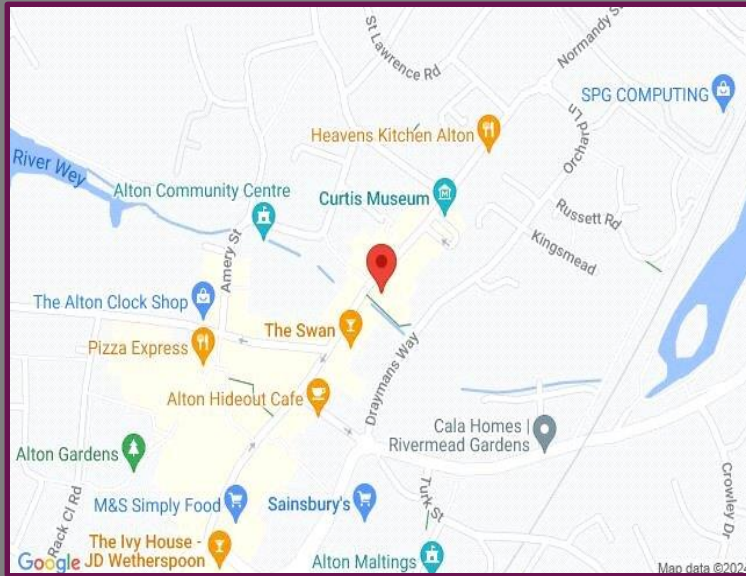 St Lawrence Rd
Normandy S
SPG COMPUTING
Heavens Kitchen Alton
Orchard Ln
River Wey
Alton Community Centre
Curtis Museum
Russett Rd
Kingsmead
Amery St
The Alton Clock Shop
The Swan
Pizza Express
Draymans Way
Alton Hideout Cafe
Cala Homes |
Rivermead Gardens
Alton Gardens
Rack Cl Rd
M&S Simply Food
Sainsbury's
Turk St
Crowley Dr
The Ivy House -
JD Wetherspoon
Alton Maltings
Google
Map data ©2024